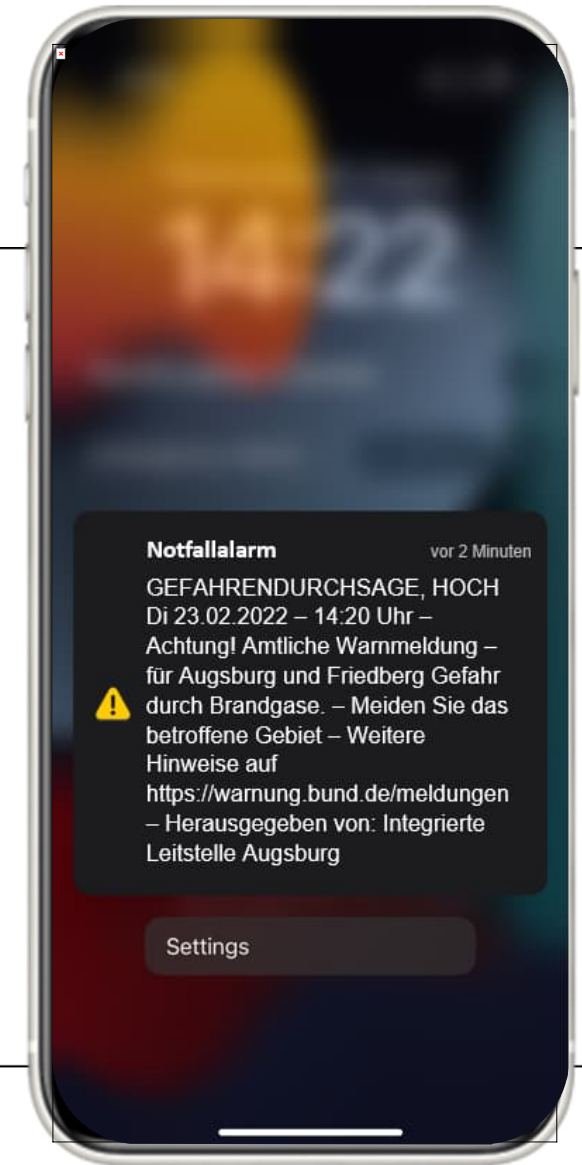 14:22
Notfallalarm vor 2 Minuten
GEFAHRENDURCHSAGE, HOCH
Di 23.02.2022 – 14:20 Uhr –
Achtung! Amtliche Warnmeldung –
für Augsburg und Friedberg Gefahr
durch Brandgase. – Meiden Sie das
betroffene Gebiet – Weitere
Hinweise auf
https://warnung.bund.de/meldungen
– Herausgegeben von: Integrierte
Leitstelle Augsburg
Settings